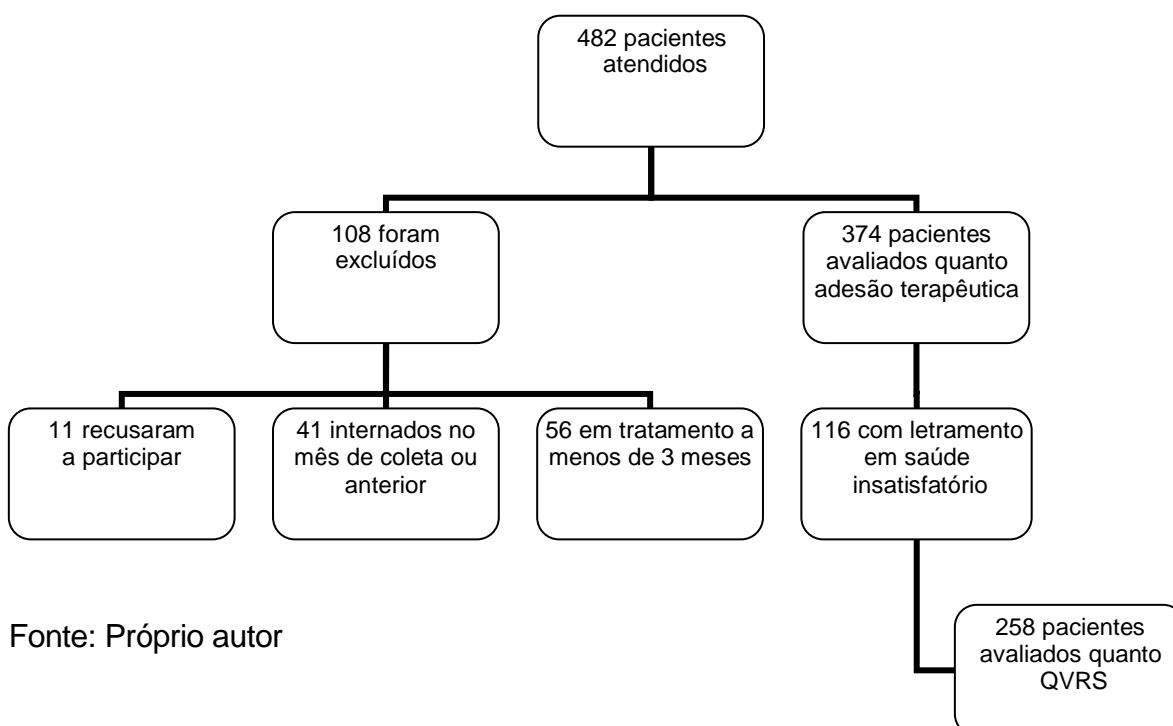 482 pacientes
atendidos
108 foram
excluídos
374 pacientes
avaliados quanto
adesão terapêutica
11 recusaram
a participar
41 internados no
mês de coleta ou
anterior
56 em tratamento a
menos de 3 meses
116 com letramento
em saúde
insatisfatório
258 pacientes
avaliados quanto
QVRS
Fonte: Próprio autor